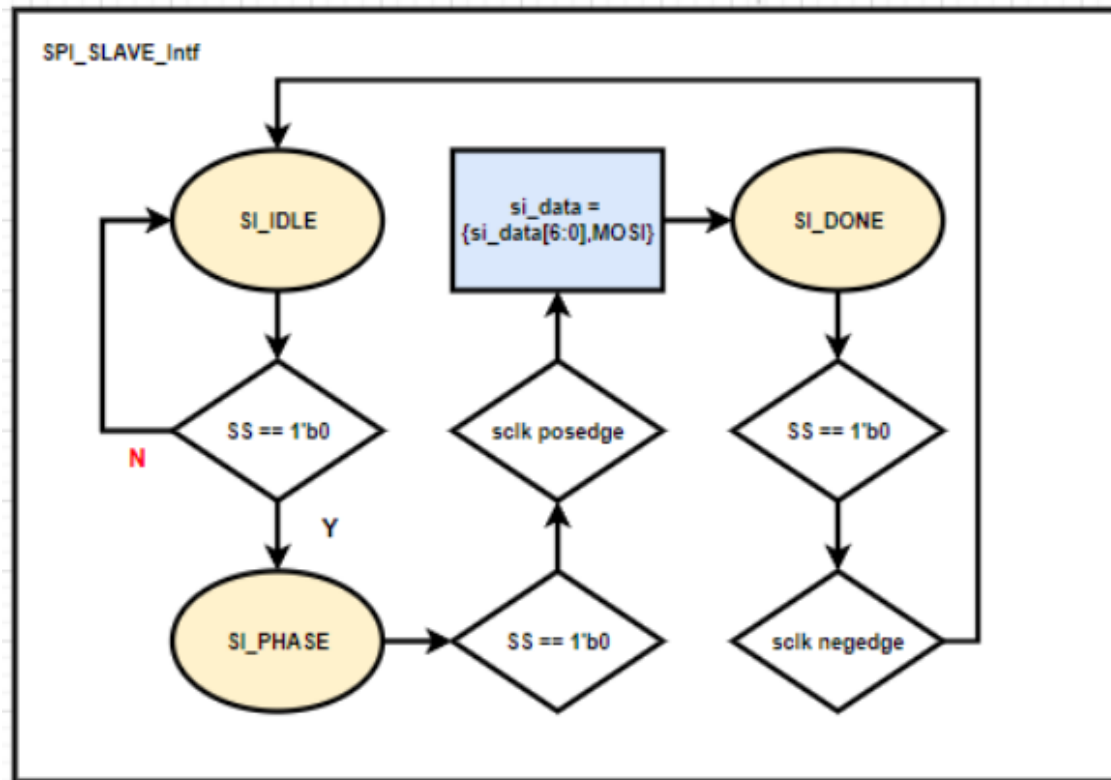 SPI_SLAVE_Intf
SI_IDLE
si_data =
{si_data[6:0],MOSI}
SI_DONE
SS == 1'b0
sclk posedge
SS == 1'b0
N
Y
SI_PHASE
SS == 1'b0
sclk negedge